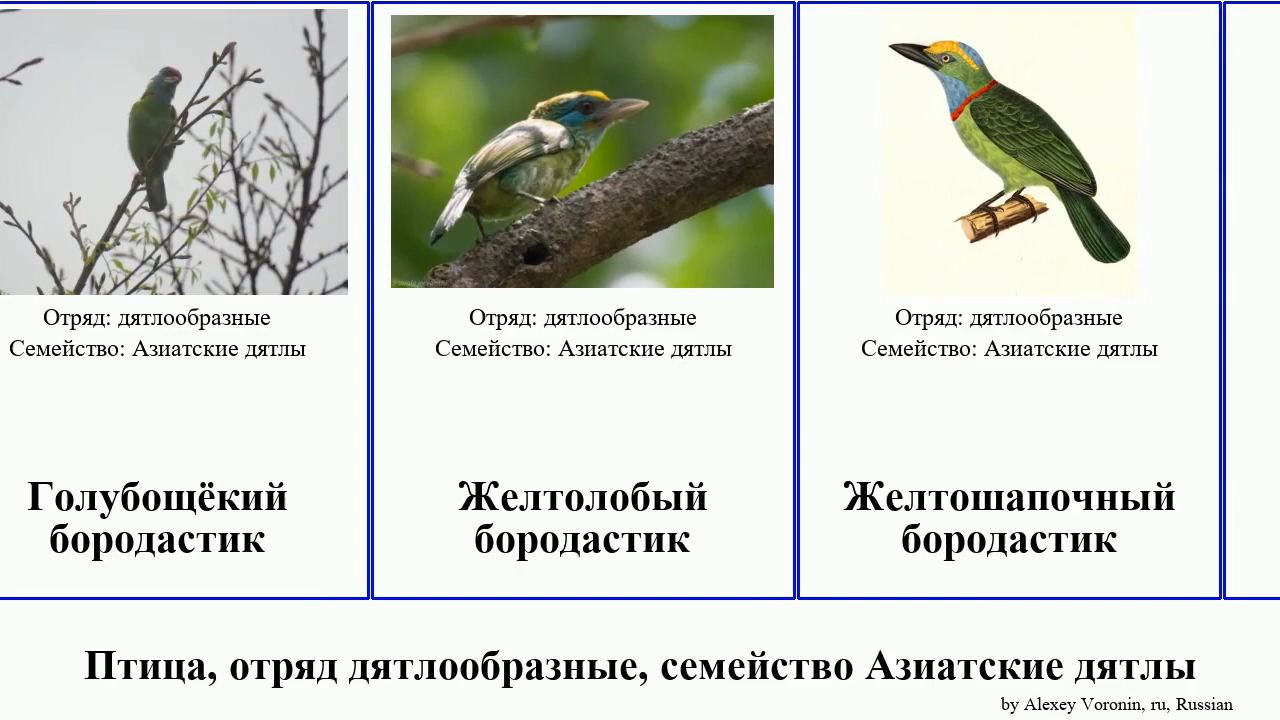 Отряд: дятлообразные
Семейство: Азиатские дятлы
Голубощёкий
бородастик
Отряд: дятлообразные
Семейство: Азиатские дятлы
Желтолобый
бородастик
Отряд: дятлообразные
Семейство: Азиатские дятлы
Желтошапочный
бородастик
Птица, отряд дятлообразные, семейство Азиатские дятлы
by Alexey Voronin, ru, Russian